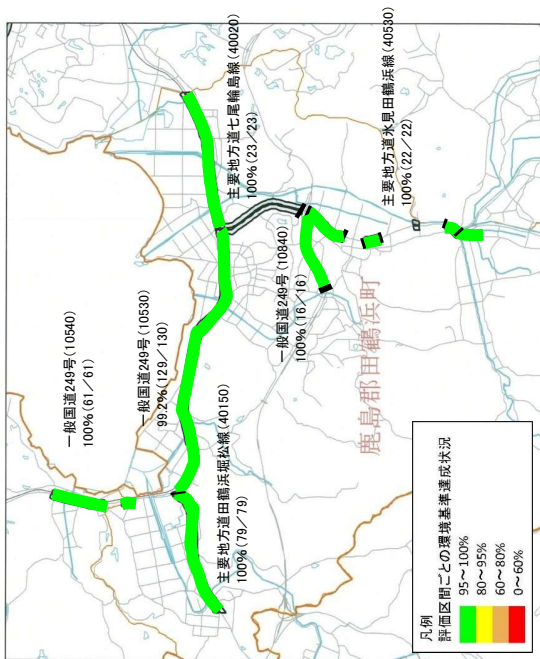 一般国道249号(10540)
100%(61/61)
一般国道249号(10530)
99.2%(129/130)
主要地方道田鶴浜堀松線(40150)
100%(79/79)
主要地方道七尾輪島線(40020)
100%(23/23)
一般国道249号(10840)
100%(16/16)
主要地方道氷見田鶴浜線(40530)
100%(22/22)
鹿島郡田鶴浜町
凡例
評価区間ごとの環境基準達成状況
95～100%
80～95%
60～80%
0～60%